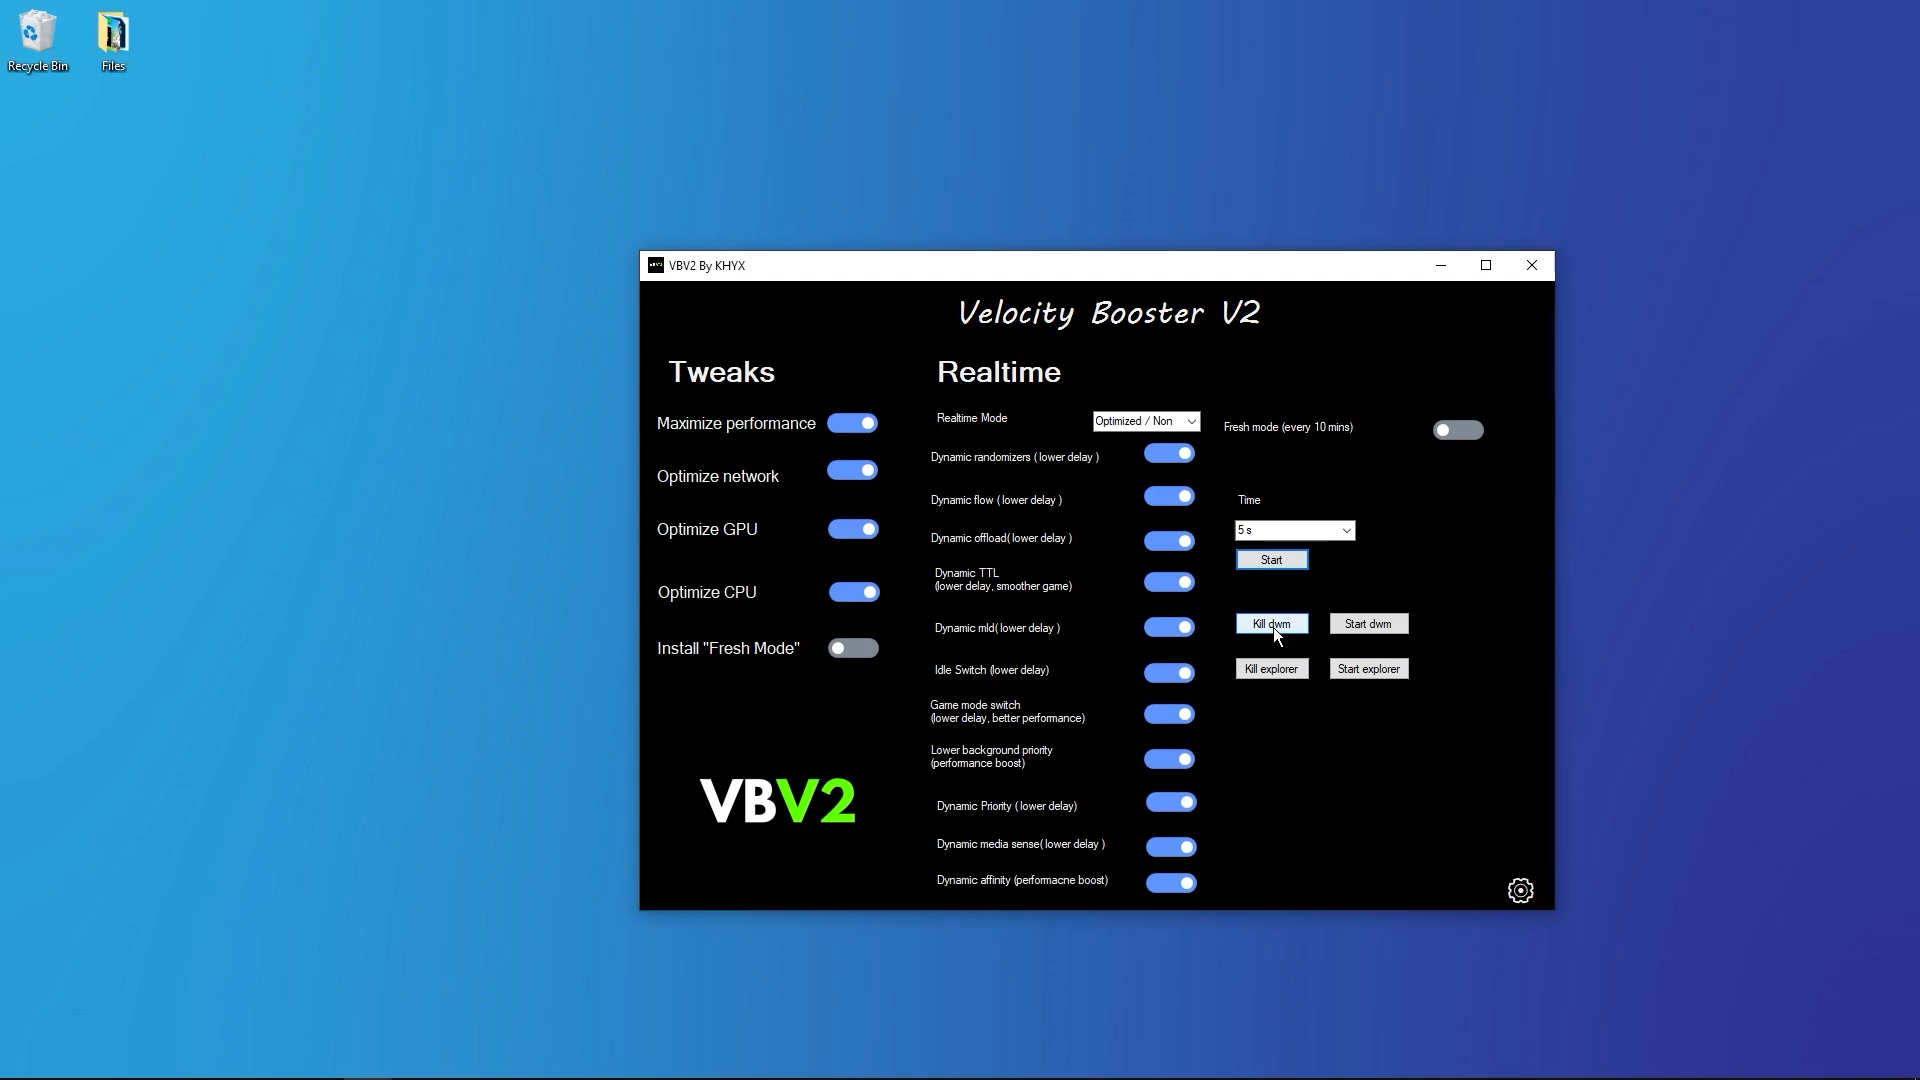 Recycle Bin
Files
VBV2 By KHYX
Velocity Booster V2
Tweaks
Maximize performance
Optimize network
Optimize GPU
Optimize CPU
Install "Fresh Mode"
VBV2
Realtime
Realtime Mode
Optimized / Non
Dynamic randomizers ( lower delay )
Dynamic flow ( lower delay )
Dynamic offload( lower delay )
Dynamic TTL
(lower delay, smoother game)
Dynamic mld( lower delay )
Idle Switch (lower delay)
Game mode switch
(lower delay, better performance)
Lower background priority
(performance boost)
Dynamic Priority ( lower delay)
Dynamic media sense( lower delay )
Dynamic affinity (performacne boost)
Fresh mode (every 10 mins)
Time
5 s
Start
Kill dwm
Start dwm
Kill explorer
Start explorer